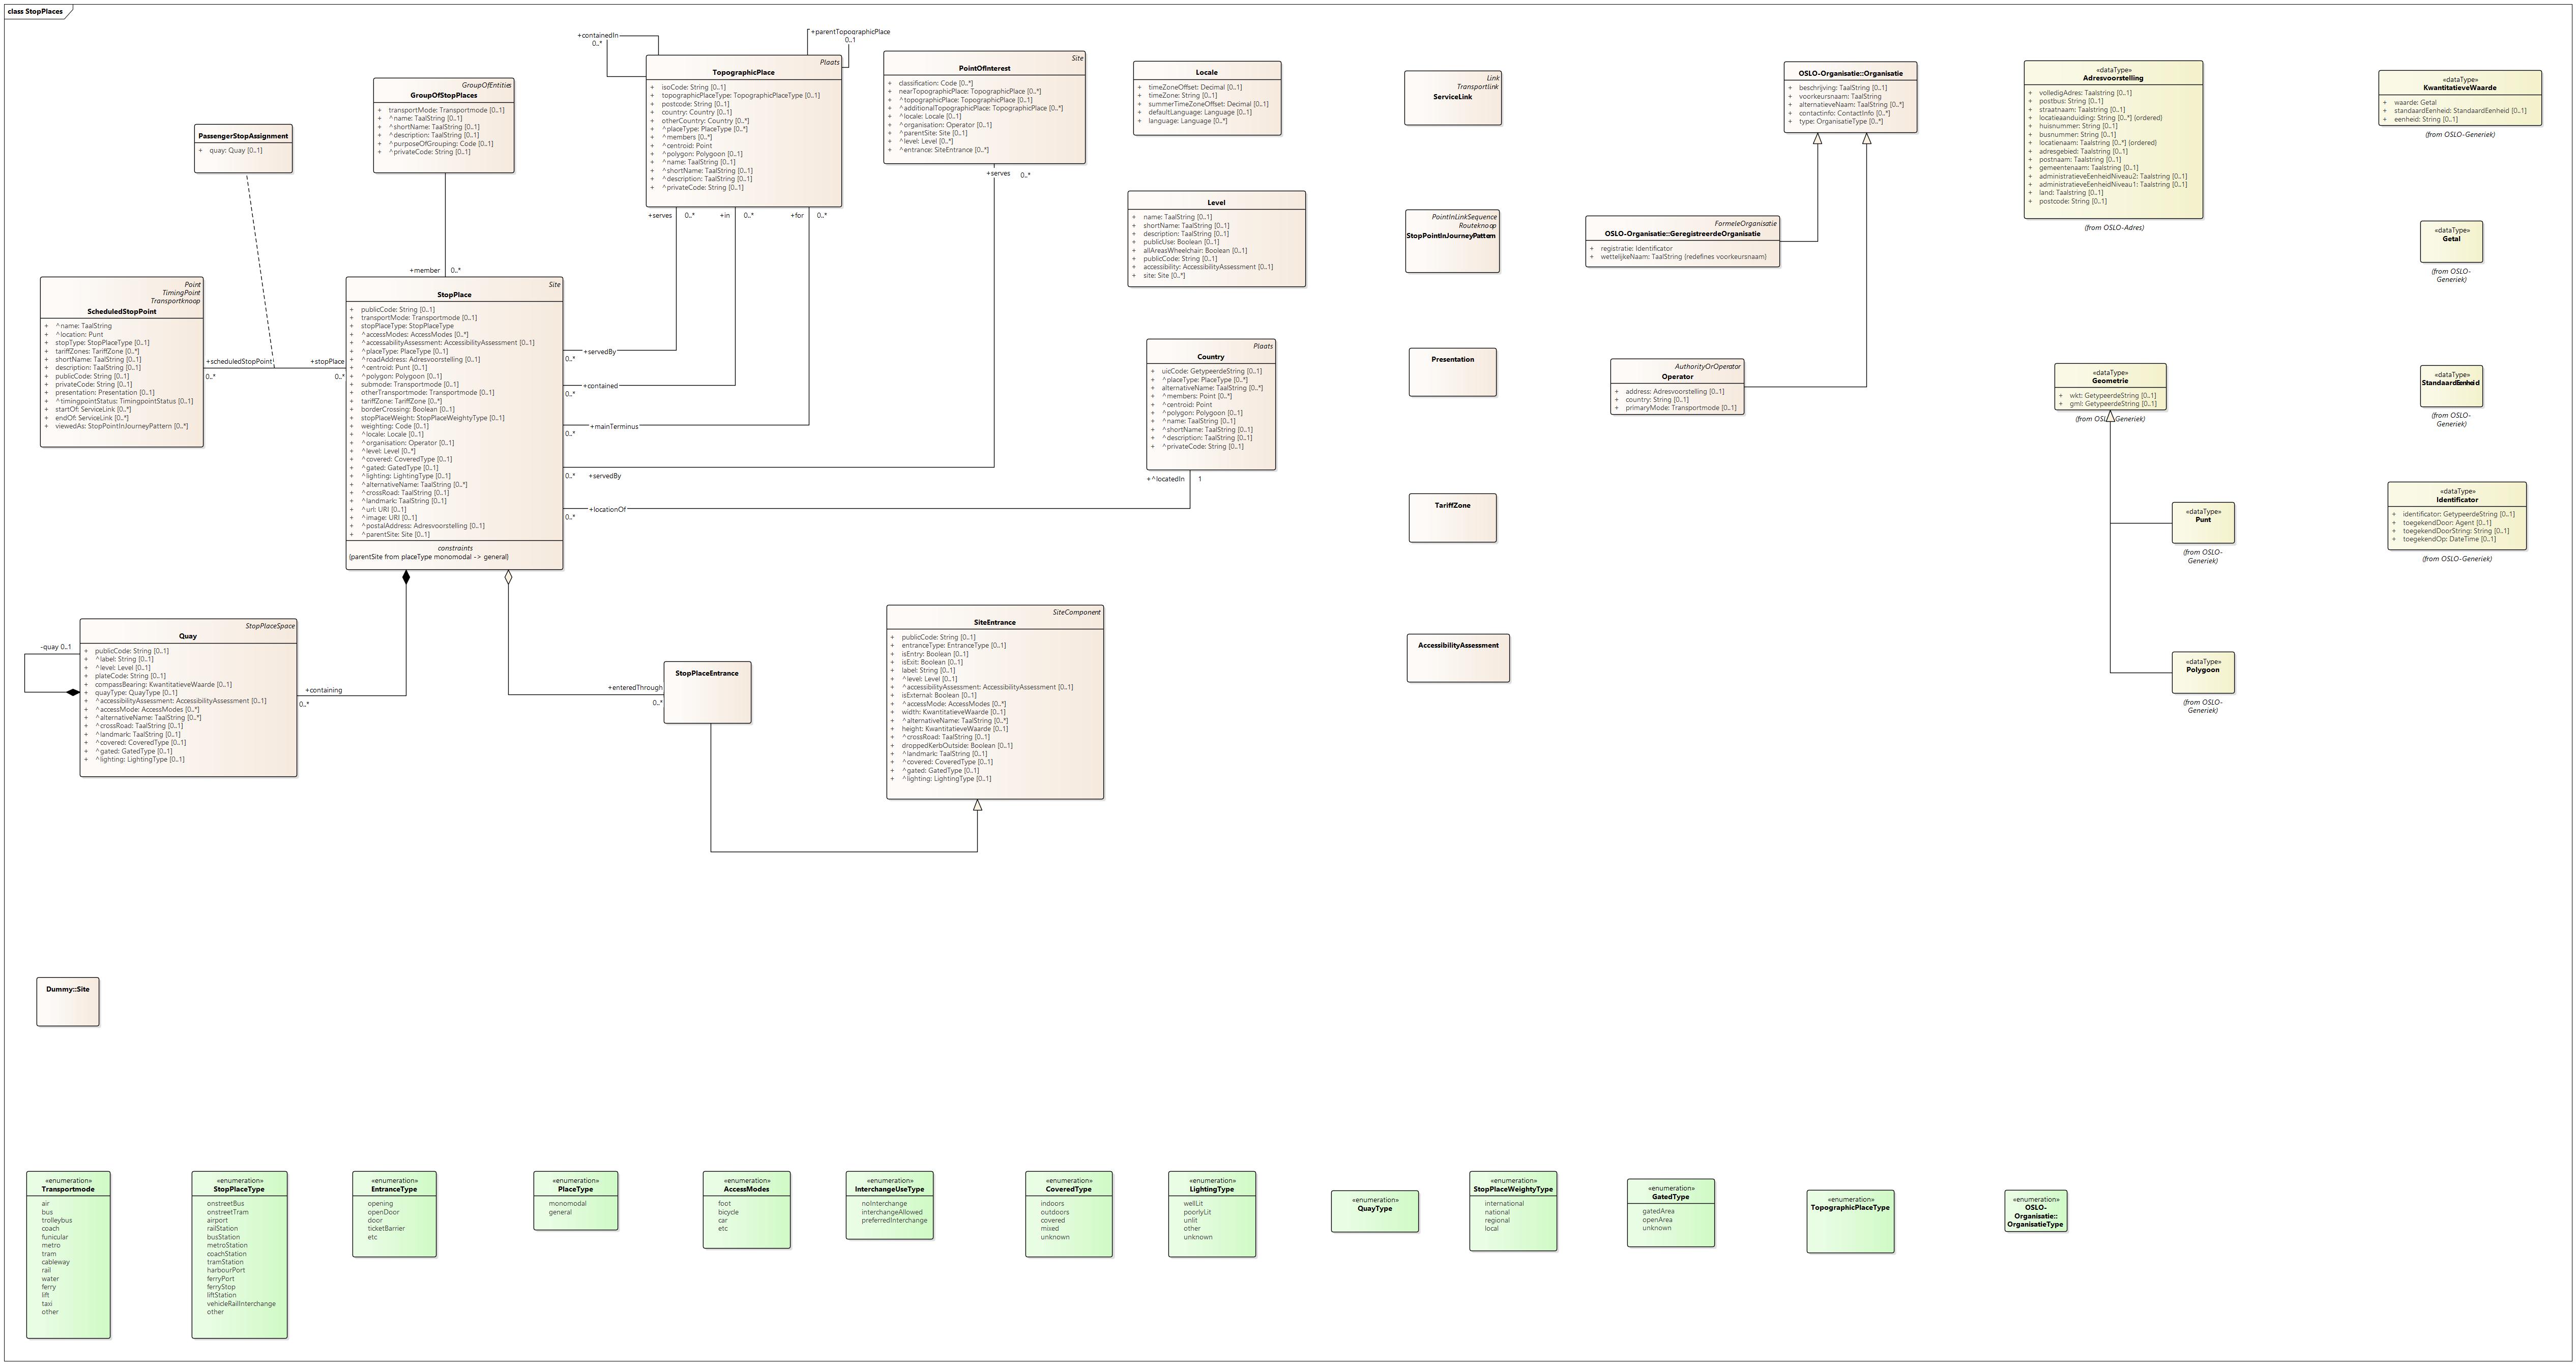 class StopPlaces
PassengerStopAssignment
+ quay: Quay [0..1]
GroupOfEntities
GroupOfStopPlaces
+ transportMode: Transportmode [0..1]
+ ^name: TaalString [0..1]
+ ^shortName: TaalString [0..1]
+ ^description: TaalString [0..1]
+ ^purposeOfGrouping: Code [0..1]
+ ^privateCode: String [0..1]
+member 0..*
+containedIn
0..*
+parentTopographicPlace
0..1
Plaats
TopographicPlace
+ isoCode: String [0..1]
+ topographicPlaceType: TopographicPlaceType [0..1]
+ postcode: String [0..1]
+ country: Country [0..1]
+ otherCountry: Country [0..*]
+ ^placeType: PlaceType [0..*]
+ ^members [0..*]
+ ^centroid: Point
+ ^polygon: Polygoon [0..1]
+ ^name: TaalString [0..1]
+ ^shortName: TaalString [0..1]
+ ^description: TaalString [0..1]
+ ^privateCode: String [0..1]
+serves 0..* +in 0..* +for 0..*
Site
PointOfInterest
+ classification: Code [0..*]
+ nearTopographicPlace: TopographicPlace [0..*]
+ ^topographicPlace: TopographicPlace [0..1]
+ ^additionalTopographicPlace: TopographicPlace [0..*]
+ ^locale: Locale [0..1]
+ ^organisation: Operator [0..1]
+ ^parentSite: Site [0..1]
+ ^level: Level [0..*]
+ ^entrance: SiteEntrance [0..*]
+serves 0..*
Locale
+ timeZoneOffset: Decimal [0..1]
+ timeZone: String [0..1]
+ summerTimeZoneOffset: Decimal [0..1]
+ defaultLanguage: Language [0..1]
+ language: Language [0..*]
Level
+ name: TaalString [0..1]
+ shortName: TaalString [0..1]
+ description: TaalString [0..1]
+ publicUse: Boolean [0..1]
+ allAreasWheelchair: Boolean [0..1]
+ publicCode: String [0..1]
+ accessibility: AccessibilityAssessment [0..1]
+ site: Site [0..*]
Plaats
Country
+ uicCode: GetypeerdeString [0..1]
+ ^placeType: PlaceType [0..*]
+ alternativeName: TaalString [0..*]
+ ^members: Point [0..*]
+ ^centroid: Point
+ ^polygon: Polygoon [0..1]
+ ^name: TaalString [0..1]
+ ^shortName: TaalString [0..1]
+ ^description: TaalString [0..1]
+ ^privateCode: String [0..1]
+^locatedIn 1
Link
Transportlink
ServiceLink
PointInLinkSequence
Routeknoop
StopPointInJourneyPattern
Presentation
TariffZone
AccessibilityAssessment
OSLO-Organisatie::Organisatie
+ beschrijving: TaalString [0..1]
+ voorkeursnaam: TaalString
+ alternatieveNaam: TaalString [0..*]
+ contactinfo: ContactInfo [0..*]
+ type: OrganisatieType [0..*]
FormeleOrganisatie
OSLO-Organisatie::GeregistreerdeOrganisatie
+ registratie: Identificator
+ wettelijkeNaam: TaalString {redefines voorkeursnaam}
AuthorityOrOperator
Operator
+ address: Adresvoorstelling [0..1]
+ country: String [0..1]
+ primaryMode: Transportmode [0..1]
«dataType»
Adresvoorstelling
+ volledigAdres: Taalstring [0..1]
+ postbus: String [0..1]
+ straatnaam: Taalstring [0..1]
+ locatieaanduiding: String [0..*] {ordered}
+ huisnummer: String [0..1]
+ busnummer: String [0..1]
+ locatienaam: Taalstring [0..*] {ordered}
+ adresgebied: Taalstring [0..1]
+ postnaam: Taalstring [0..1]
+ gemeentenaam: Taalstring [0..1]
+ administratieveEenheidNiveau2: Taalstring [0..1]
+ administratieveEenheidNiveau1: Taalstring [0..1]
+ land: Taalstring [0..1]
+ postcode: String [0..1]
(from OSLO-Adres)
«dataType»
KwantitatieveWaarde
+ waarde: Getal
+ standaardEenheid: StandaardEenheid [0..1]
+ eenheid: String [0..1]
(from OSLO-Generiek)
«dataType»
Getal
(from OSLO-
Generiek)
«dataType»
StandaardEenheid
(from OSLO-
Generiek)
«dataType»
Geometrie
+ wkt: GetypeerdeString [0..1]
+ gml: GetypeerdeString [0..1]
(from OSLO-Generiek)
«dataType»
Punt
(from OSLO-
Generiek)
«dataType»
Polygoon
(from OSLO-
Generiek)
«dataType»
Identificator
+ identificator: GetypeerdeString [0..1]
+ toegekendDoor: Agent [0..1]
+ toegekendDoorString: String [0..1]
+ toegekendOp: DateTime [0..1]
(from OSLO-Generiek)
Point
TimingPoint
Transportknoop
ScheduledStopPoint
+ ^name: TaalString
+ ^location: Punt
+ stopType: StopPlaceType [0..1]
+ tariffZones: TariffZone [0..*]
+ shortName: TaalString [0..1]
+ description: TaalString [0..1]
+ publicCode: String [0..1]
+ privateCode: String [0..1]
+ presentation: Presentation [0..1]
+ ^timingpointStatus: TimingpointStatus [0..1]
+ startOf: ServiceLink [0..*]
+ endOf: ServiceLink [0..*]
+ viewedAs: StopPointInJourneyPattern [0..*]
+scheduledStopPoint +stopPlace
0..* 0..*
Site
StopPlace
+ publicCode: String [0..1]
+ transportMode: Transportmode [0..1]
+ stopPlaceType: StopPlaceType
+ ^accessModes: AccessModes [0..*]
+ ^accessabilityAssessment: AccessibilityAssessment [0..1]
+ ^placeType: PlaceType [0..1]
+ ^roadAddress: Adresvoorstelling [0..1]
+ ^centroid: Punt [0..1]
+ ^polygon: Polygoon [0..1]
+ submode: Transportmode [0..1]
+ otherTransportmode: Transportmode [0..1]
+ tariffZone: TariffZone [0..*]
+ borderCrossing: Boolean [0..1]
+ stopPlaceWeight: StopPlaceWeightyType [0..1]
+ weighting: Code [0..1]
+ ^locale: Locale [0..1]
+ ^organisation: Operator [0..1]
+ ^level: Level [0..*]
+ ^covered: CoveredType [0..1]
+ ^gated: GatedType [0..1]
+ ^lighting: LightingType [0..1]
+ ^alternativeName: TaalString [0..*]
+ ^crossRoad: TaalString [0..1]
+ ^landmark: TaalString [0..1]
+ ^url: URI [0..1]
+ ^image: URI [0..1]
+ ^postalAddress: Adresvoorstelling [0..1]
+ ^parentSite: Site [0..1]
constraints
{parentSite from placeType monomodal -> general}
+servedBy
0..*
+contained
0..*
+mainTerminus
0..*
0..* +servedBy
+locationOf
0..*
StopPlaceSpace
Quay
+ publicCode: String [0..1]
+ ^label: String [0..1]
+ ^level: Level [0..1]
+ plateCode: String [0..1]
+ compassBearing: KwantitatieveWaarde [0..1]
+ quayType: QuayType [0..1]
+ ^accessibilityAssessment: AccessibilityAssessment [0..1]
+ ^accessMode: AccessModes [0..*]
+ ^alternativeName: TaalString [0..*]
+ ^crossRoad: TaalString [0..1]
+ ^landmark: TaalString [0..1]
+ ^covered: CoveredType [0..1]
+ ^gated: GatedType [0..1]
+ ^lighting: LightingType [0..1]
-quay 0..1
+containing
0..*
+enteredThrough
0..*
StopPlaceEntrance
SiteComponent
SiteEntrance
+ publicCode: String [0..1]
+ entranceType: EntranceType [0..1]
+ isEntry: Boolean [0..1]
+ isExit: Boolean [0..1]
+ label: String [0..1]
+ ^level: Level [0..1]
+ ^accessibilityAssessment: AccessibilityAssessment [0..1]
+ isExternal: Boolean [0..1]
+ ^accessMode: AccessModes [0..*]
+ width: KwantitatieveWaarde [0..1]
+ ^alternativeName: TaalString [0..*]
+ height: KwantitatieveWaarde [0..1]
+ ^crossRoad: TaalString [0..1]
+ droppedKerbOutside: Boolean [0..1]
+ ^landmark: TaalString [0..1]
+ ^covered: CoveredType [0..1]
+ ^gated: GatedType [0..1]
+ ^lighting: LightingType [0..1]
Dummy::Site
«enumeration»
Transportmode
air
bus
trolleybus
coach
funicular
metro
tram
cableway
rail
water
ferry
lift
taxi
other
«enumeration»
StopPlaceType
onstreetBus
onstreetTram
airport
railStation
busStation
metroStation
coachStation
tramStation
harbourPort
ferryPort
ferryStop
liftStation
vehicleRailInterchange
other
«enumeration»
EntranceType
opening
openDoor
door
ticketBarrier
etc
«enumeration»
PlaceType
monomodal
general
«enumeration»
AccessModes
foot
bicycle
car
etc
«enumeration»
InterchangeUseType
noInterchange
interchangeAllowed
preferredInterchange
«enumeration»
CoveredType
indoors
outdoors
covered
mixed
unknown
«enumeration»
LightingType
wellLit
poorlyLit
unlit
other
unknown
«enumeration»
QuayType
«enumeration»
StopPlaceWeightyType
international
national
regional
local
«enumeration»
GatedType
gatedArea
openArea
unknown
«enumeration»
TopographicPlaceType
«enumeration»
OSLO-
Organisatie::
OrganisatieType